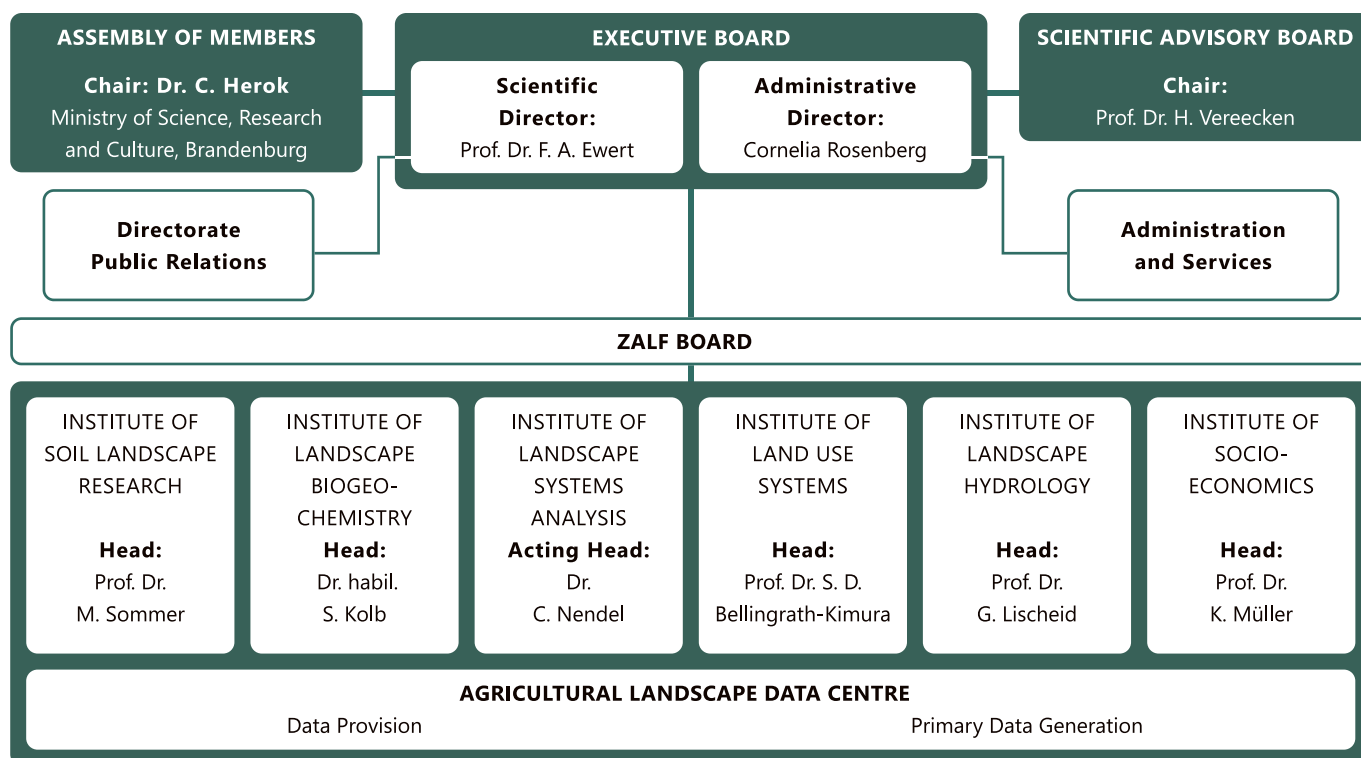 ASSEMBLY OF MEMBERS
Chair: Dr. C. Herok
Ministry of Science, Research
and Culture, Brandenburg
EXECUTIVE BOARD
Scientific
Director:
Prof. Dr. F. A. Ewert
Administrative
Director:
Cornelia Rosenberg
SCIENTIFIC ADVISORY BOARD
Chair:
Prof. Dr. H. Vereecken
Directorate
Public Relations
Administration
and Services
ZALF BOARD
INSTITUTE OF
SOIL LANDSCAPE
RESEARCH
Head:
Prof. Dr.
M. Sommer
INSTITUTE OF
LANDSCAPE
BIOGEO-
CHEMISTRY
Head:
Dr. habil.
S. Kolb
INSTITUTE OF
LANDSCAPE
SYSTEMS
ANALYSIS
Acting Head:
Dr.
C. Nendel
INSTITUTE OF
LAND USE
SYSTEMS
Head:
Prof. Dr. S. D.
Bellingrath-Kimura
INSTITUTE OF
LANDSCAPE
HYDROLOGY
Head:
Prof. Dr.
G. Lischeid
INSTITUTE OF
SOCIO-
ECONOMICS
Head:
Prof. Dr.
K. Müller
AGRICULTURAL LANDSCAPE DATA CENTRE
Data Provision
Primary Data Generation